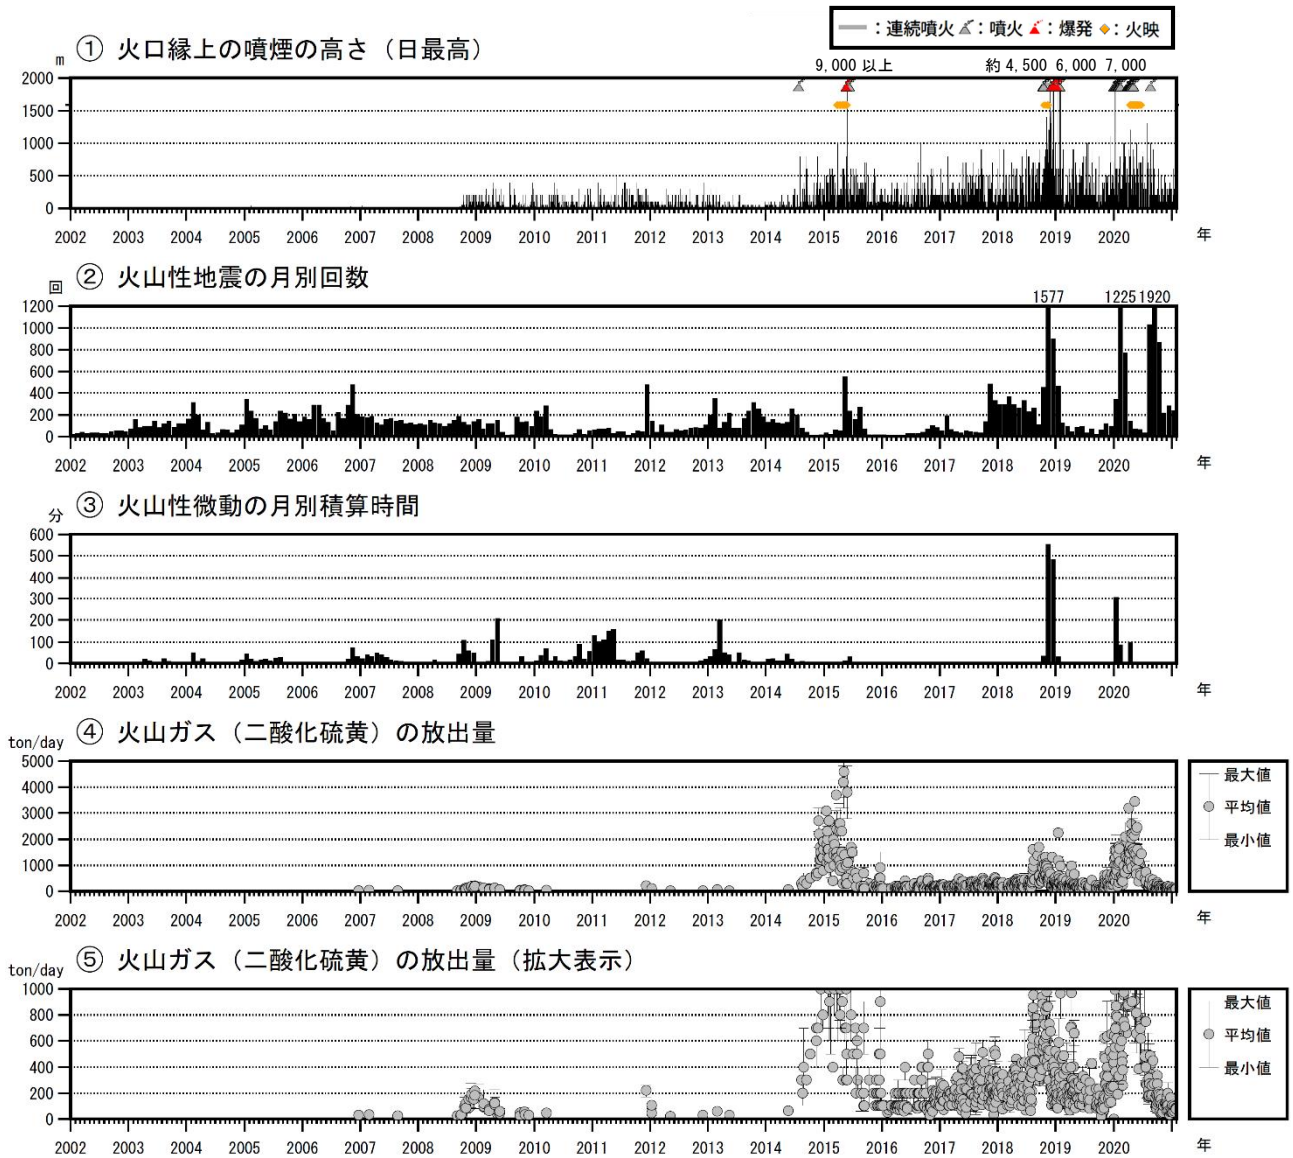 ：連続噴火 ：噴火 ：爆発 ：火映
① 火口縁上の噴煙の高さ（日最高）
m
9,000 以上 約 4,500 6,000 7,000
2000
1500
1000
500
0
2002 2003 2004 2005 2006 2007 2008 2009 2010 2011 2012 2013 2014 2015 2016 2017 2018 2019 2020 年
② 火山性地震の月別回数
回
1577 1225 1920
1200
1000
800
600
400
200
0
2002 2003 2004 2005 2006 2007 2008 2009 2010 2011 2012 2013 2014 2015 2016 2017 2018 2019 2020 年
③ 火山性微動の月別積算時間
分
600
500
400
300
200
100
0
2002 2003 2004 2005 2006 2007 2008 2009 2010 2011 2012 2013 2014 2015 2016 2017 2018 2019 2020 年
④ 火山ガス（二酸化硫黄）の放出量
ton/day
5000
4000
3000
2000
1000
0
最大値
平均値
最小値
2002 2003 2004 2005 2006 2007 2008 2009 2010 2011 2012 2013 2014 2015 2016 2017 2018 2019 2020 年
⑤ 火山ガス（二酸化硫黄）の放出量（拡大表示）
ton/day
1000
800
600
400
200
0
最大値
平均値
最小値
2002 2003 2004 2005 2006 2007 2008 2009 2010 2011 2012 2013 2014 2015 2016 2017 2018 2019 2020 年